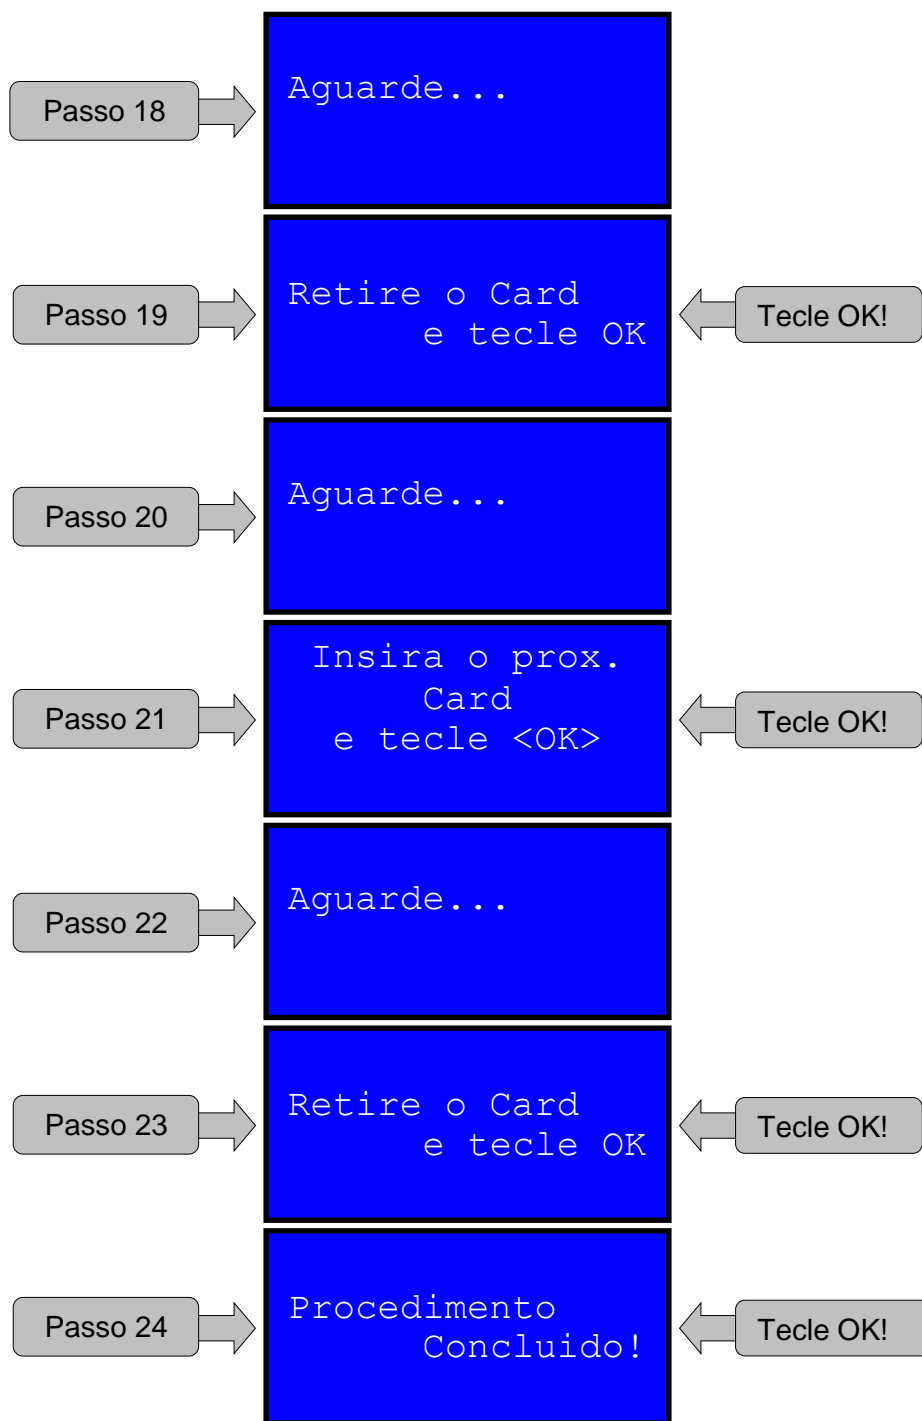 Passo 18
Aguarde...
Passo 19
Retire o Card
e tecle OK
Tecle OK!
Passo 20
Aguarde...
Passo 21
Insira o prox.
Card
e tecle <OK>
Tecle OK!
Passo 22
Aguarde...
Passo 23
Retire o Card
e tecle OK
Tecle OK!
Passo 24
Procedimento
Concluido!
Tecle OK!